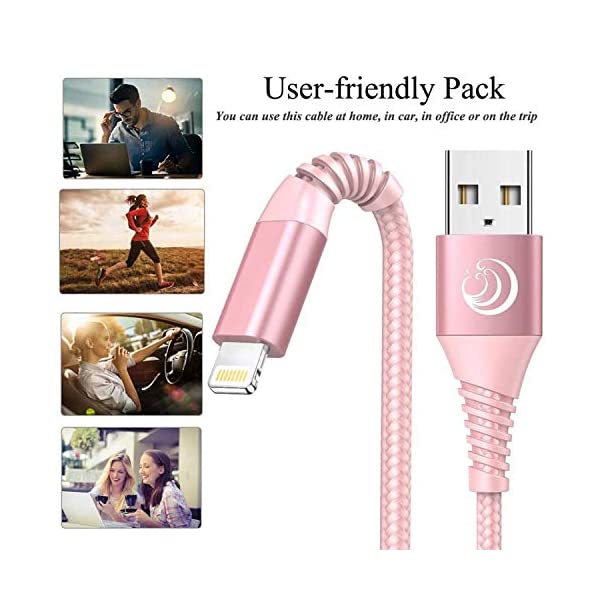 User-friendly Pack
You can use this cable at home, in car, in office or on the trip